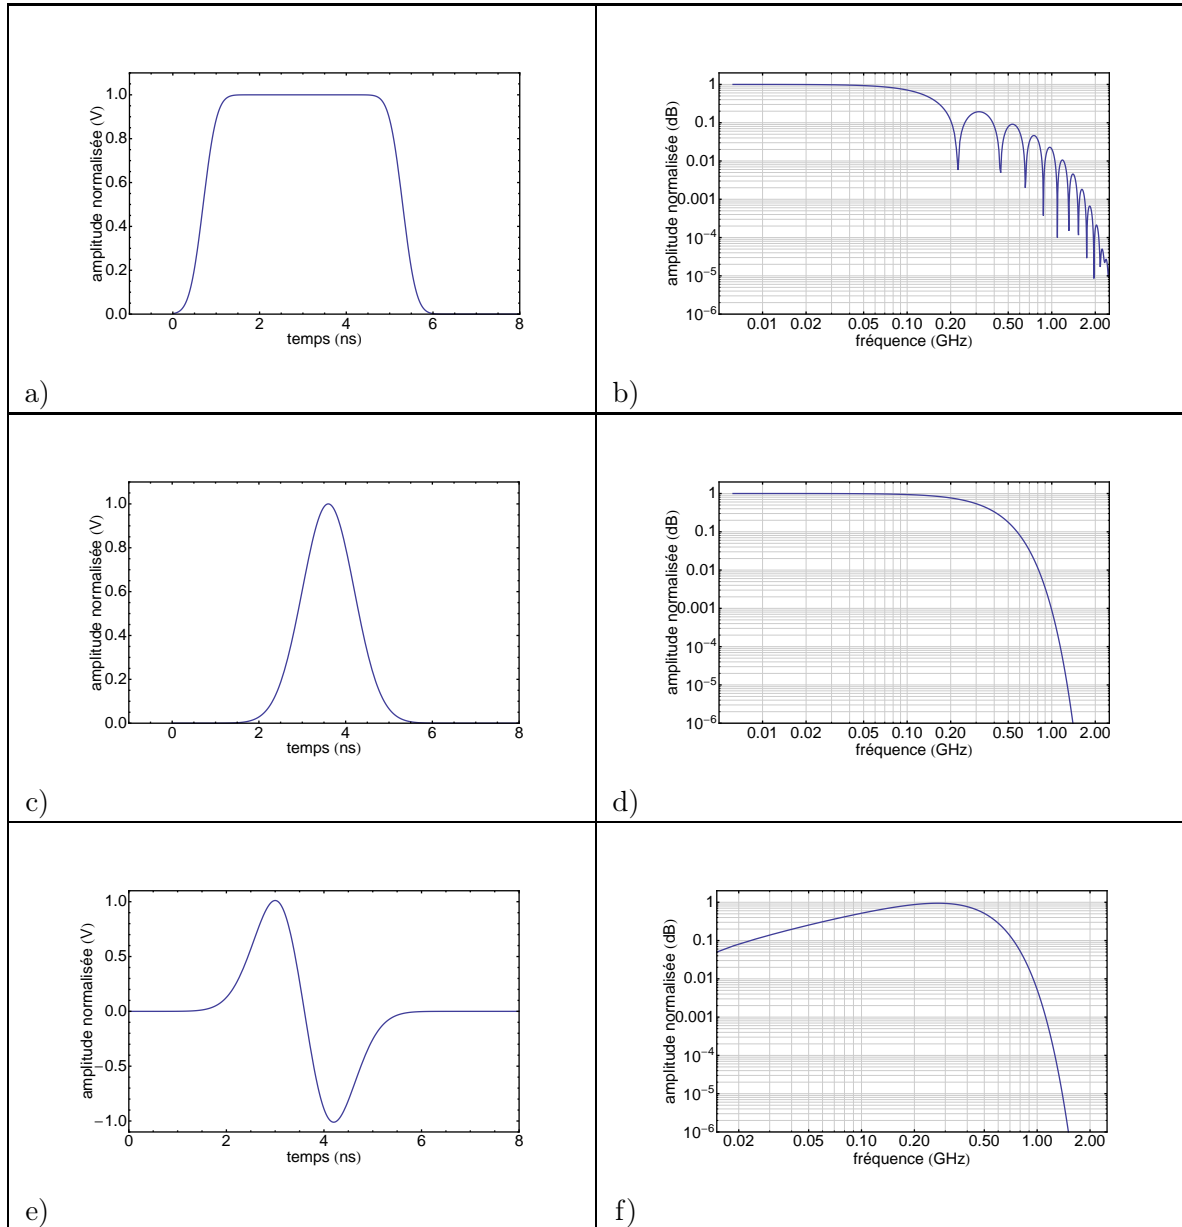 amplitude normalisée (V)
1.0
0.8
0.6
0.4
0.2
0.0
0 2 4 6 8
temps (ns)
a)
amplitude normalisée (dB)
1
0.1
0.01
0.001
10⁻⁴
10⁻⁵
10⁻⁶
0.01 0.02 0.05 0.10 0.20 0.50 1.00 2.00
fréquence (GHz)
b)
amplitude normalisée (V)
1.0
0.8
0.6
0.4
0.2
0.0
0 2 4 6 8
temps (ns)
c)
amplitude normalisée (dB)
1
0.1
0.01
0.001
10⁻⁴
10⁻⁵
10⁻⁶
0.01 0.02 0.05 0.10 0.20 0.50 1.00 2.00
fréquence (GHz)
d)
amplitude normalisée (V)
1.0
0.5
0.0
−0.5
−1.0
0 2 4 6 8
temps (ns)
e)
amplitude normalisée (dB)
1
0.1
0.01
0.001
10⁻⁴
10⁻⁵
10⁻⁶
0.02 0.05 0.10 0.20 0.50 1.00 2.00
fréquence (GHz)
f)